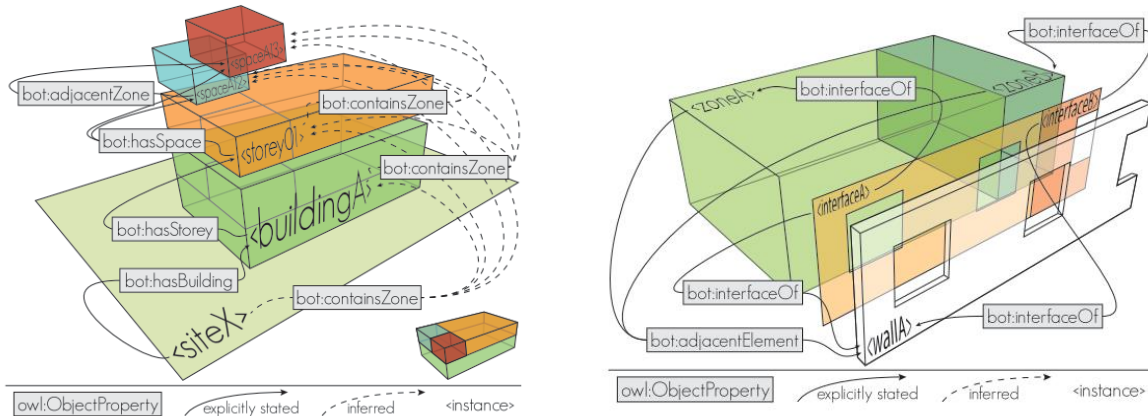 <spaceA13>
<spaceA12>
bot:adjacentZone
bot:containsZone
bot:hasSpace
<storey01>
bot:containsZone
<buildingA>
bot:hasStorey
bot:hasBuilding
bot:containsZone
<siteX>
owl:ObjectProperty
explicitly stated
inferred
<instance>
bot:interfaceOf
<zoneB>
<zoneA>
bot:interfaceOf
<interfaceB>
<interfaceA>
bot:interfaceOf
bot:interfaceOf
bot:adjacentElement
<wallA>
owl:ObjectProperty
explicitly stated
inferred
<instance>